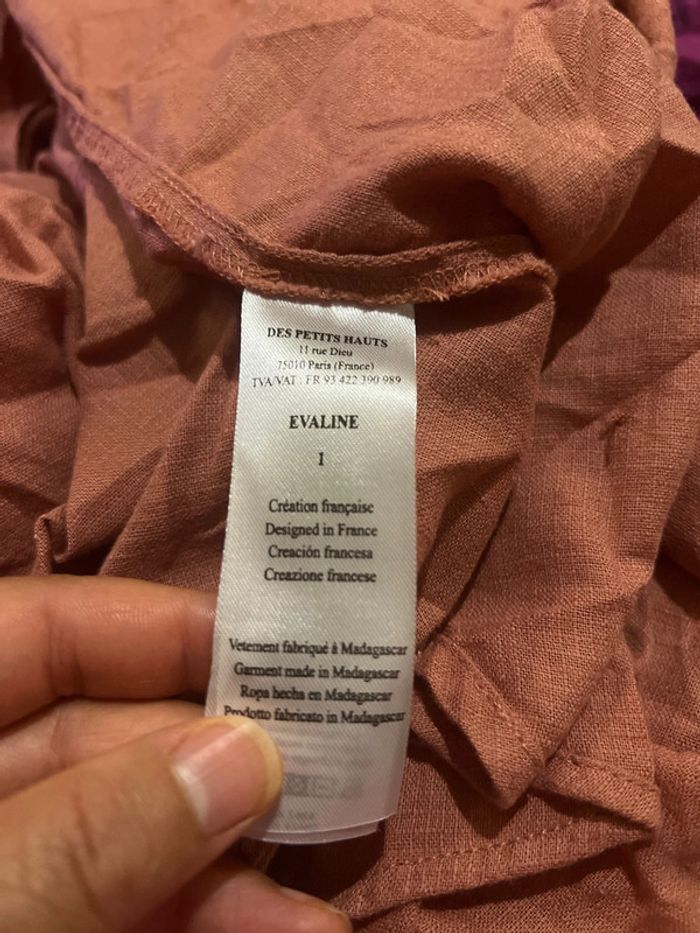 DES PETITS HAUTS
11 rue Dieu
75010 Paris (France)
TVA/VAT : FR 93 422 390 989
EVALINE
1
Création française
Designed in France
Creación francesa
Creazione francese
Vetement fabriqué à Madagascar
Garment made in Madagascar
Ropa hecha en Madagascar
Prodotto fabricato in Madagascar